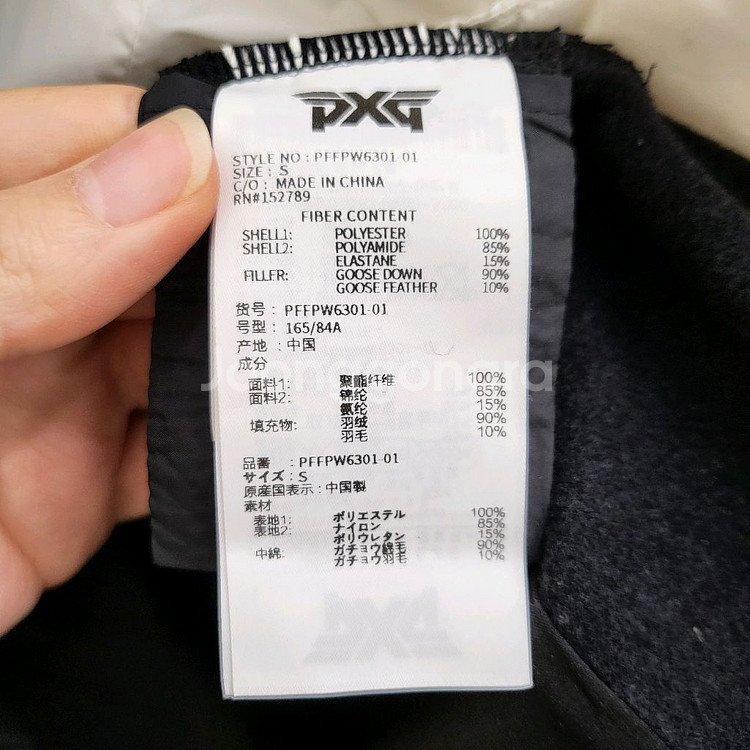 PXG
STYLE NO : PFFPW6301-01
SIZE : S
C/O : MADE IN CHINA
RN#152789
FIBER CONTENT
SHELL1: POLYESTER 100%
SHELL2: POLYAMIDE 85%
ELASTANE 15%
FILLER: GOOSE DOWN 90%
GOOSE FEATHER 10%
货号 : PFFPW6301-01
号型 : 165/84A
产地 : 中国
成分
面料1: 聚酯纤维 100%
面料2: 锦纶 85%
氨纶 15%
填充物: 羽绒 90%
羽毛 10%
品番 : PFFPW6301-01
サイズ : S
原産国表示 : 中国製
素材
表地1: ポリエステル 100%
表地2: ナイロン 85%
ポリウレタン 15%
中綿: ガチョウ綿毛 90%
ガチョウ羽毛 10%
Joonggonara